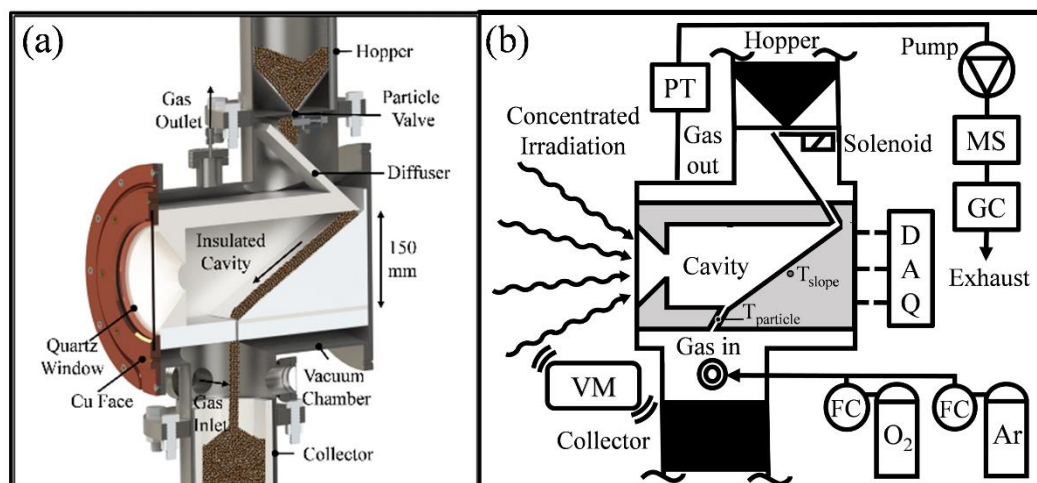 (a)
Hopper
Particle
Valve
Gas
Outlet
Diffuser
Insulated
Cavity
150
mm
Quartz
Window
Cu Face
Gas
Inlet
Vacuum
Chamber
Collector
(b)
Hopper
Pump
PT
Concentrated
Irradiation
Gas
out
Solenoid
MS
GC
Exhaust
Cavity
Tslope
D
A
Q
Tparticle
Gas in
VM
Collector
FC
O2
FC
Ar